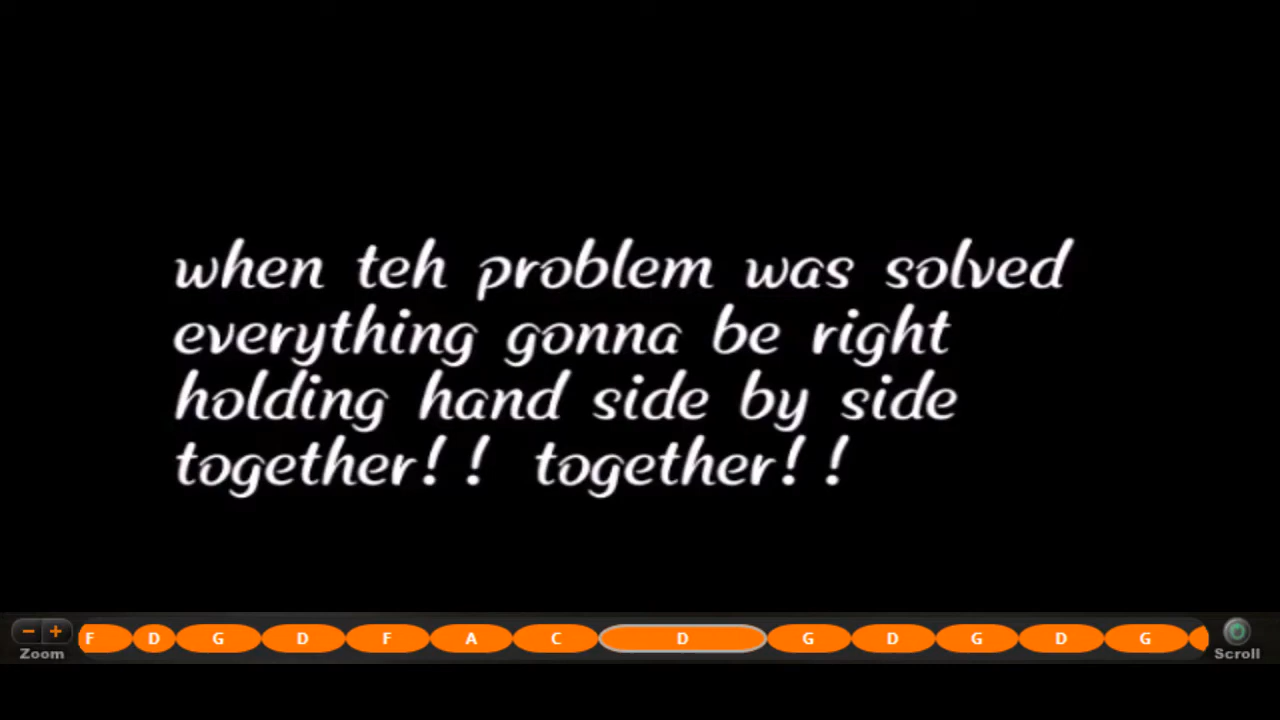 when teh problem was solved
everything gonna be right
holding hand side by side
together!! together!!
F D G D F A C D G D G D G
Zoom
Scroll